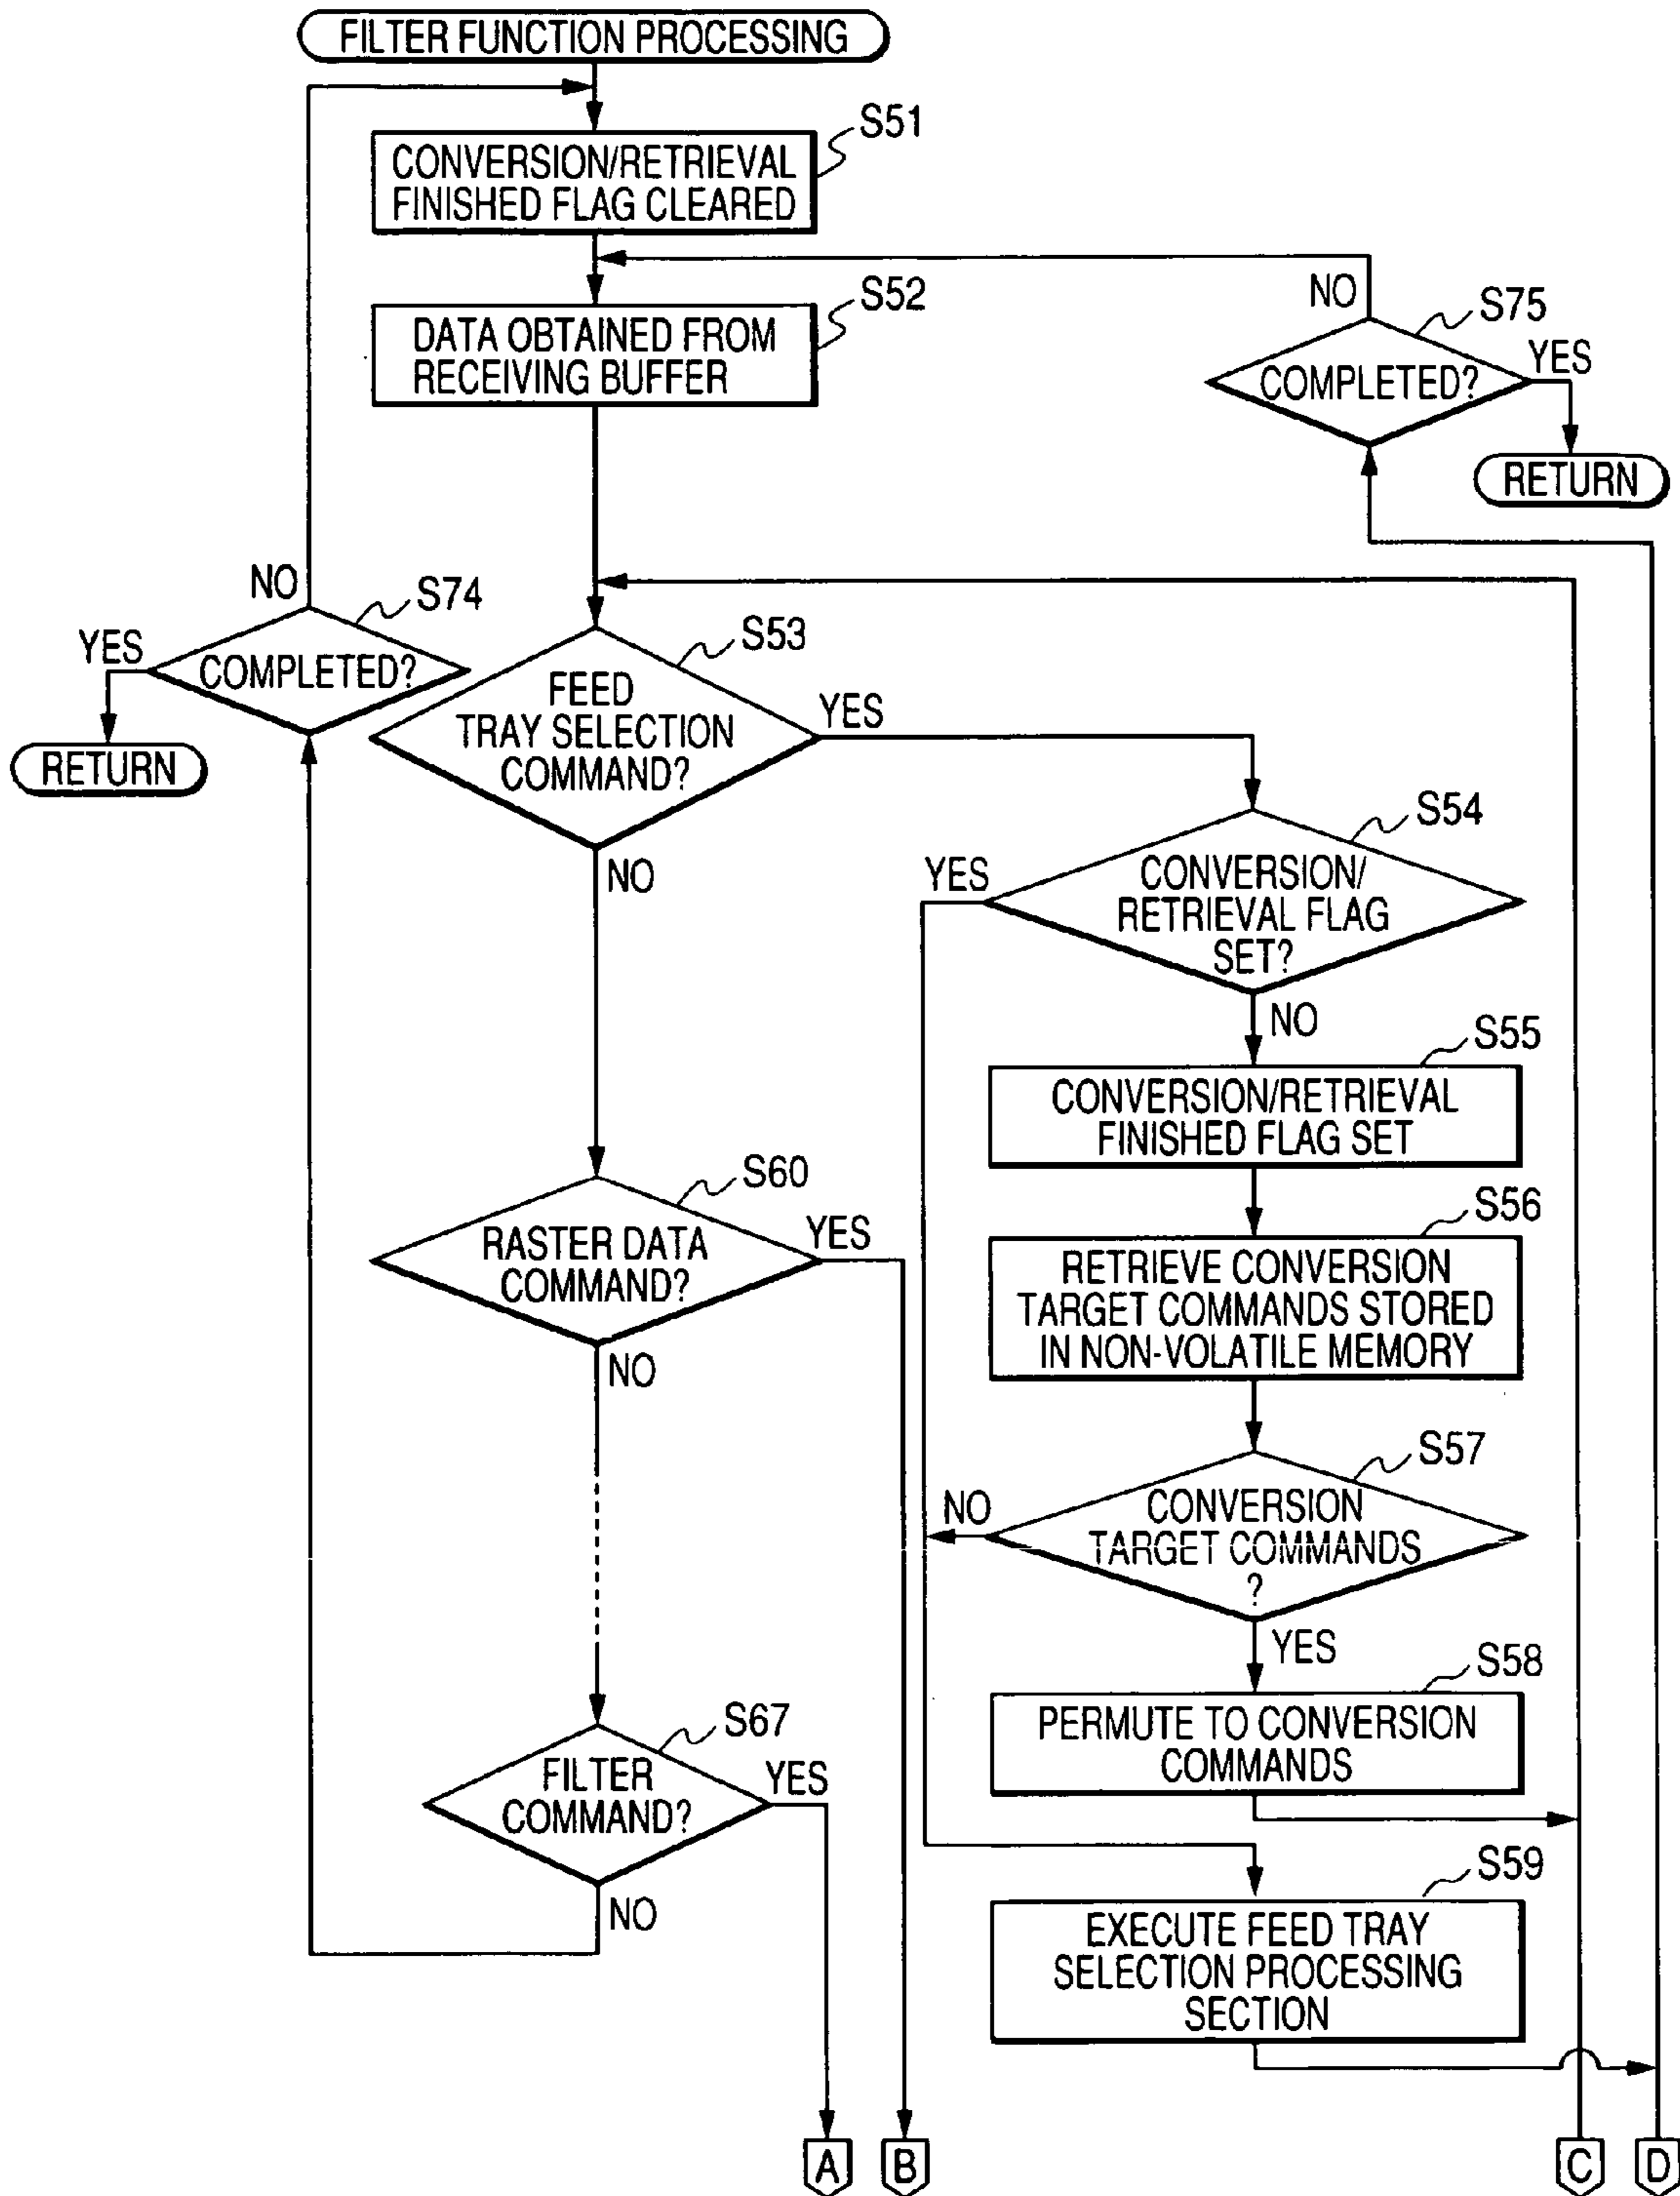 FILTER FUNCTION PROCESSING
S51
CONVERSION/RETRIEVAL
FINISHED FLAG CLEARED
S52
DATA OBTAINED FROM
RECEIVING BUFFER
NO
S75
COMPLETED?
YES
RETURN
NO
S74
YES
COMPLETED?
RETURN
S53
FEED
TRAY SELECTION
COMMAND?
YES
NO
S54
YES
CONVERSION/
RETRIEVAL FLAG
SET?
NO
S55
CONVERSION/RETRIEVAL
FINISHED FLAG SET
S56
RETRIEVE CONVERSION
TARGET COMMANDS STORED
IN NON-VOLATILE MEMORY
S60
RASTER DATA
COMMAND?
YES
NO
S57
NO
CONVERSION
TARGET COMMANDS
?
YES
S58
PERMUTE TO CONVERSION
COMMANDS
S67
FILTER
COMMAND?
YES
NO
S59
EXECUTE FEED TRAY
SELECTION PROCESSING
SECTION
A
B
C
D